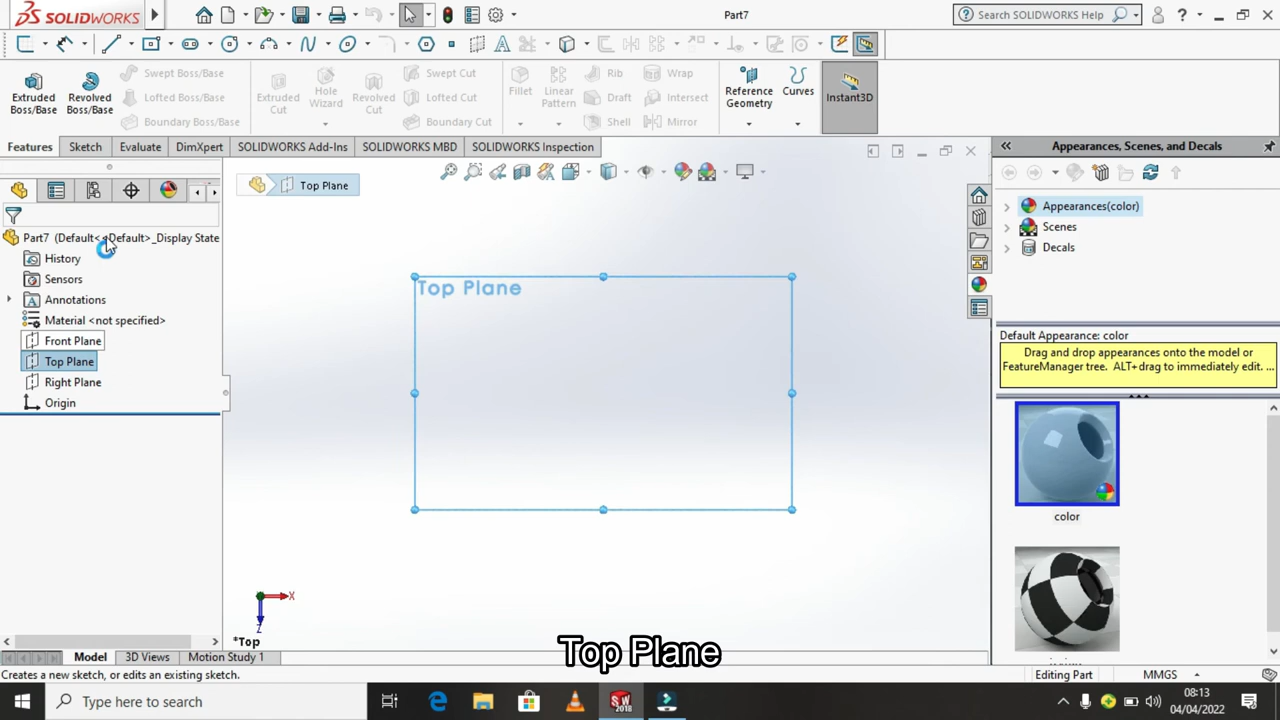 SOLIDWORKS
Part7
Search SOLIDWORKS Help
?
Extruded Boss/Base
Revolved Boss/Base
Swept Boss/Base
Lofted Boss/Base
Boundary Boss/Base
Extruded Cut
Hole Wizard
Revolved Cut
Swept Cut
Lofted Cut
Boundary Cut
Fillet
Linear Pattern
Rib
Draft
Shell
Wrap
Intersect
Mirror
Reference Geometry
Curves
Instant3D
Features
Sketch
Evaluate
DimXpert
SOLIDWORKS Add-Ins
SOLIDWORKS MBD
SOLIDWORKS Inspection
Part7 (Default<<Default>_Display State
History
Sensors
Annotations
Material <not specified>
Front Plane
Top Plane
Right Plane
Origin
Top Plane
Top Plane
X
Z
*Top
Appearances, Scenes, and Decals
Appearances(color)
Scenes
Decals
Default Appearance: color
Drag and drop appearances onto the model or
FeatureManager tree. ALT+drag to immediately edit. ...
color
Top Plane
Model
3D Views
Motion Study 1
Creates a new sketch, or edits an existing sketch.
Editing Part
MMGS
Type here to search
SW
2018
08:13
04/04/2022